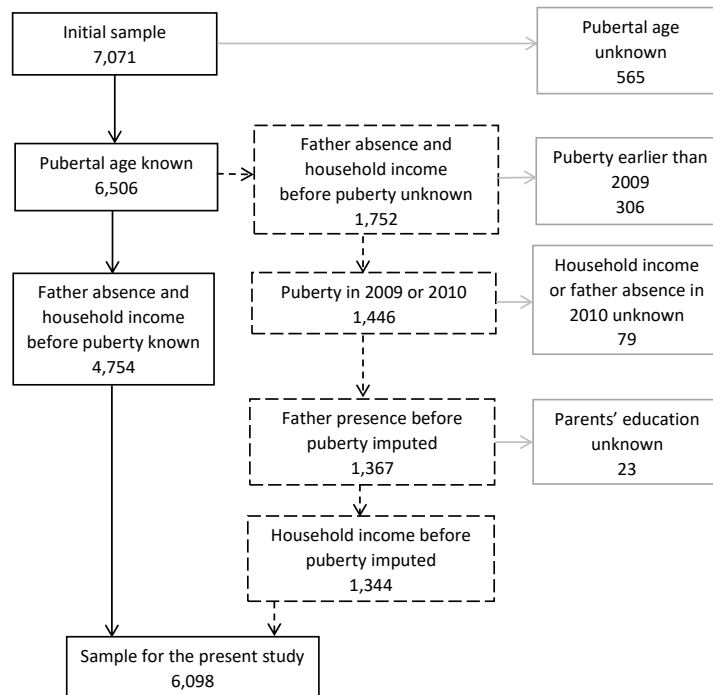 Initial sample
7,071
Pubertal age
unknown
565
Pubertal age known
6,506
Father absence and
household income
before puberty unknown
1,752
Puberty earlier than
2009
306
Father absence and
household income
before puberty known
4,754
Puberty in 2009 or 2010
1,446
Household income
or father absence in
2010 unknown
79
Father presence before
puberty imputed
1,367
Parents’ education
unknown
23
Household income before
puberty imputed
1,344
Sample for the present study
6,098